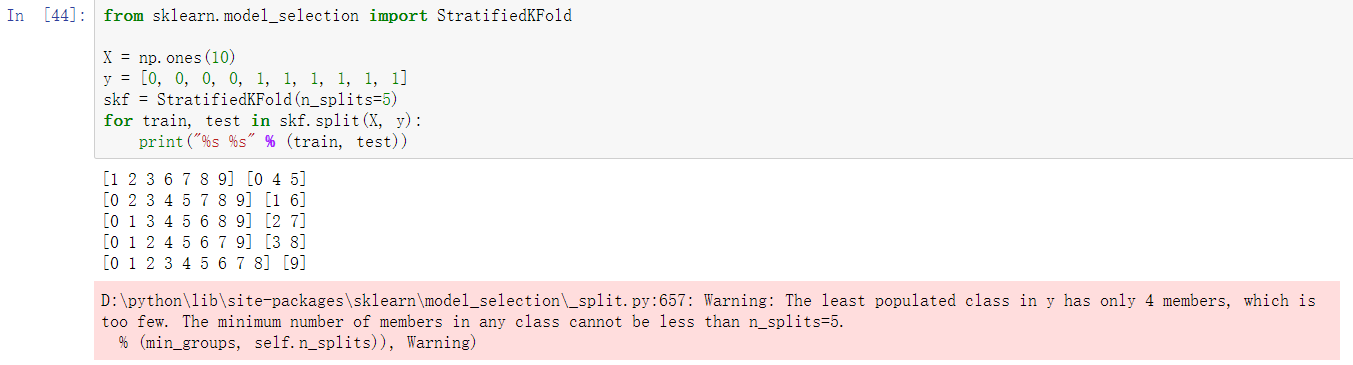 In [44]: from sklearn.model_selection import StratifiedKFold
X = np.ones(10)
y = [0, 0, 0, 0, 1, 1, 1, 1, 1, 1]
skf = StratifiedKFold(n_splits=5)
for train, test in skf.split(X, y):
    print("%s %s" % (train, test))
[1 2 3 6 7 8 9] [0 4 5]
[0 2 3 4 5 7 8 9] [1 6]
[0 1 3 4 5 6 8 9] [2 7]
[0 1 2 4 5 6 7 9] [3 8]
[0 1 2 3 4 5 6 7 8] [9]
D:\python\lib\site-packages\sklearn\model_selection\_split.py:657: Warning: The least populated class in y has only 4 members, which is
too few. The minimum number of members in any class cannot be less than n_splits=5.
  % (min_groups, self.n_splits)), Warning)